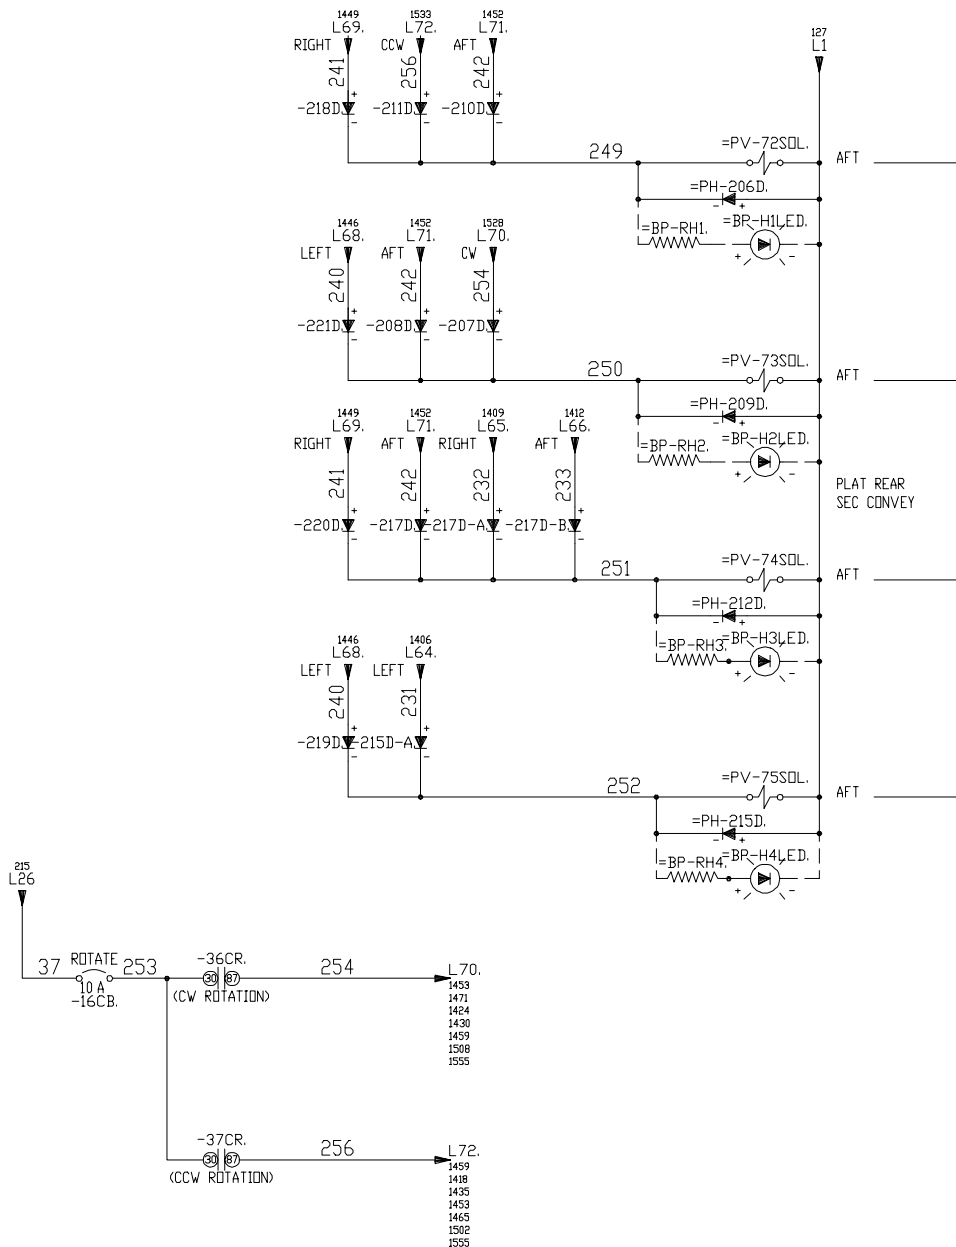 1449 1533 1452 127
L69. L72. L71. L1
RIGHT CCW AFT
241 256 242
+ + +
-218D. -211D. -210D.
- - -
249 =PV-72SOL. AFT
=PH-206D.
- +
=BP-RH1. =BP-H1LED.
+ -
1446 1452 1528
L68. L71. L70.
LEFT AFT CW
240 242 254
+ + +
-221D. -208D. -207D.
- - -
250 =PV-73SOL. AFT
=PH-209D.
- +
=BP-RH2. =BP-H2LED.
+ -
1449 1452 1409 1412
L69. L71. L65. L66.
RIGHT AFT RIGHT AFT
241 242 232 233
+ + + +
-220D. -217D. -217D-A. -217D-B.
- - - -
PLAT REAR
SEC CONVEY
251 =PV-74SOL. AFT
=PH-212D.
- +
=BP-RH3. =BP-H3LED.
+ -
1446 1406
L68. L64.
LEFT LEFT
240 231
+ +
-219D. -215D-A.
- -
252 =PV-75SOL. AFT
=PH-215D.
- +
=BP-RH4. =BP-H4LED.
+ -
215
L26
37 ROTATE 253 -36CR. 254 L70.
10 A
-16CB.
30 87
(CW ROTATION)
1453
1471
1424
1430
1459
1508
1555
-37CR. 256 L72.
30 87
(CCW ROTATION)
1459
1418
1435
1453
1465
1502
1555